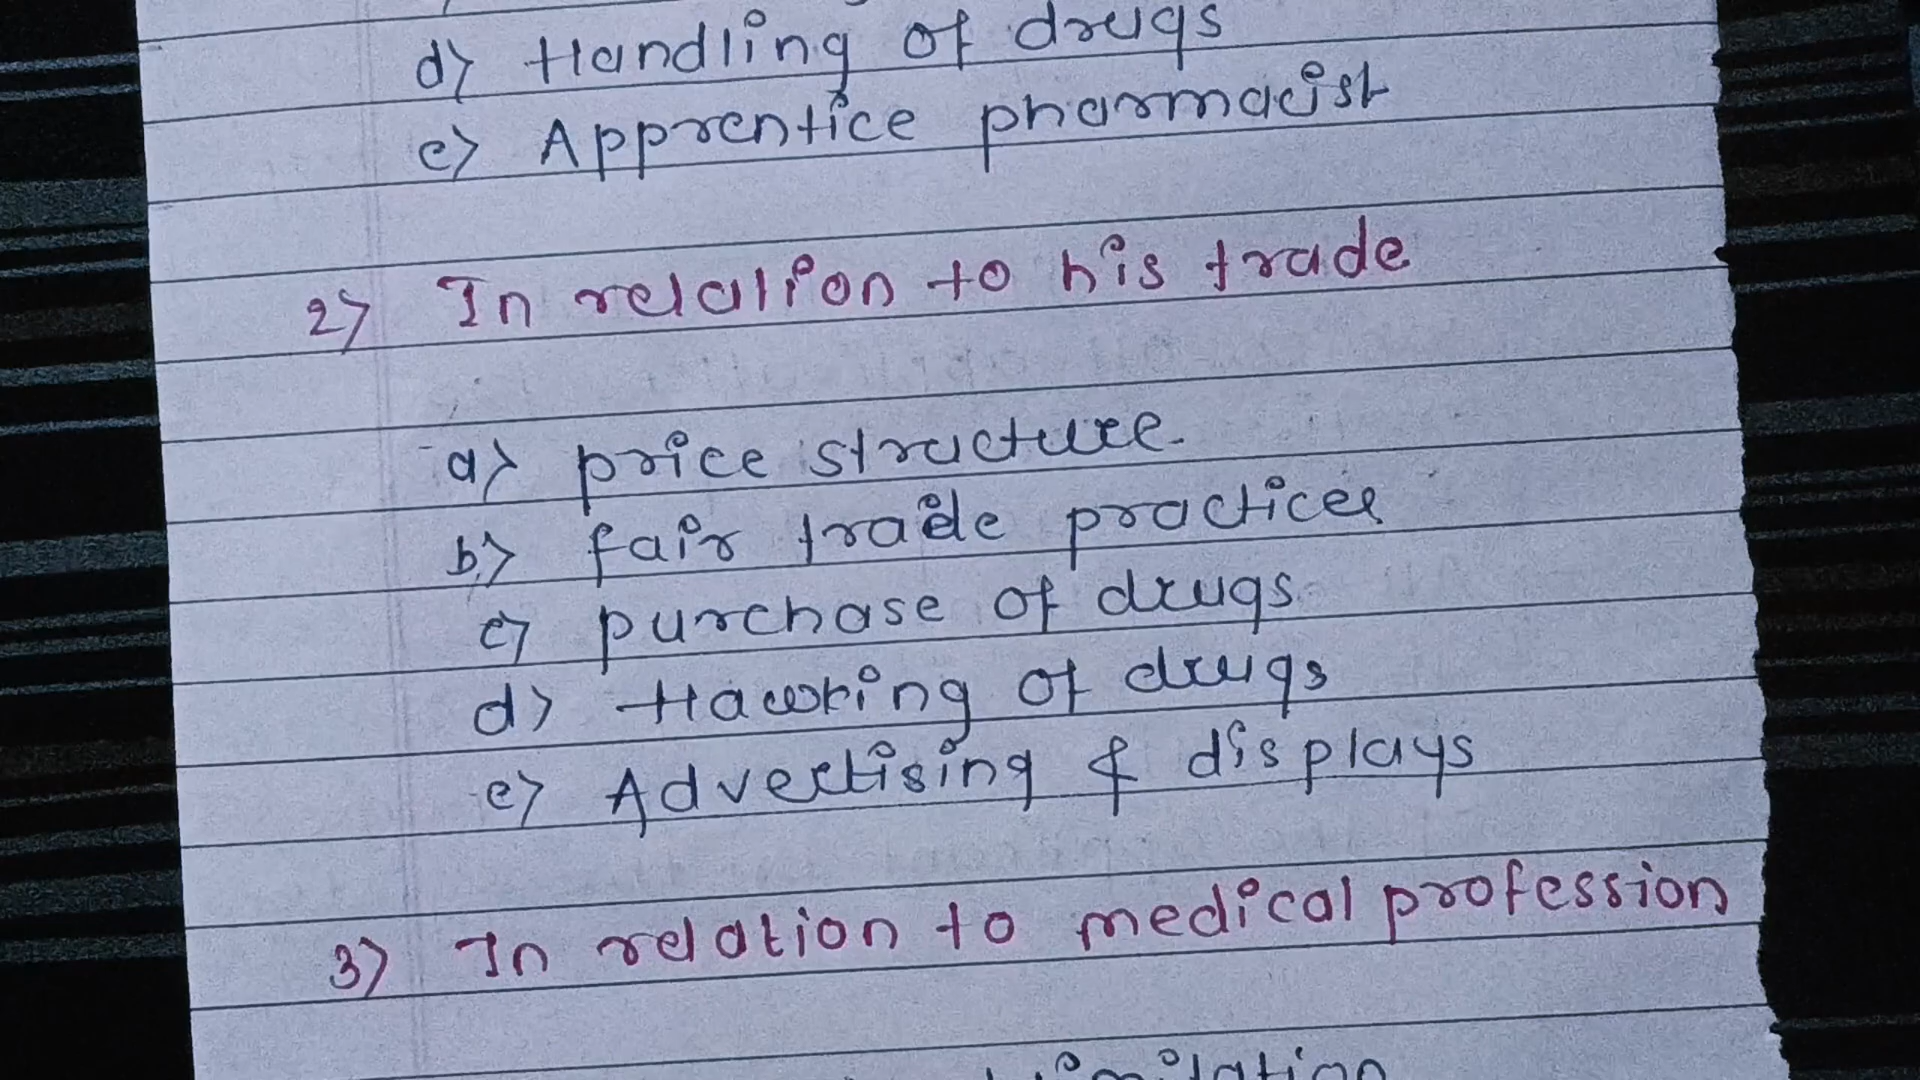 d) Handling of drugs
e) Apprentice pharmacist
2) In relation to his trade
a) price structure
b) fair trade practices
c) purchase of drugs
d) Hawking of drugs
e) Advertising & displays
3) In relation to medical profession